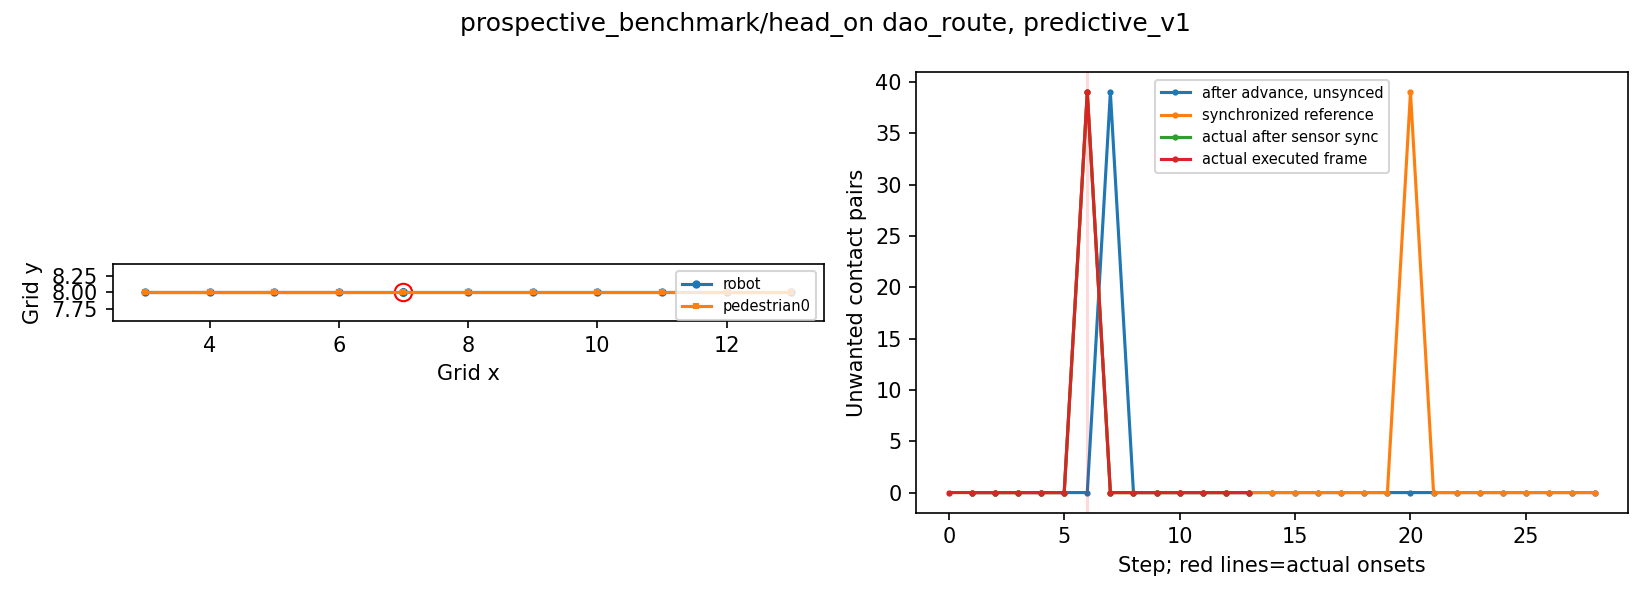 prospective_benchmark/head_on dao_route, predictive_v1
Grid y
8.25
8.00
7.75
robot
pedestrian0
4
6
8
10
12
Grid x
Unwanted contact pairs
40
35
30
25
20
15
10
5
0
after advance, unsynced
synchronized reference
actual after sensor sync
actual executed frame
0
5
10
15
20
25
Step; red lines=actual onsets